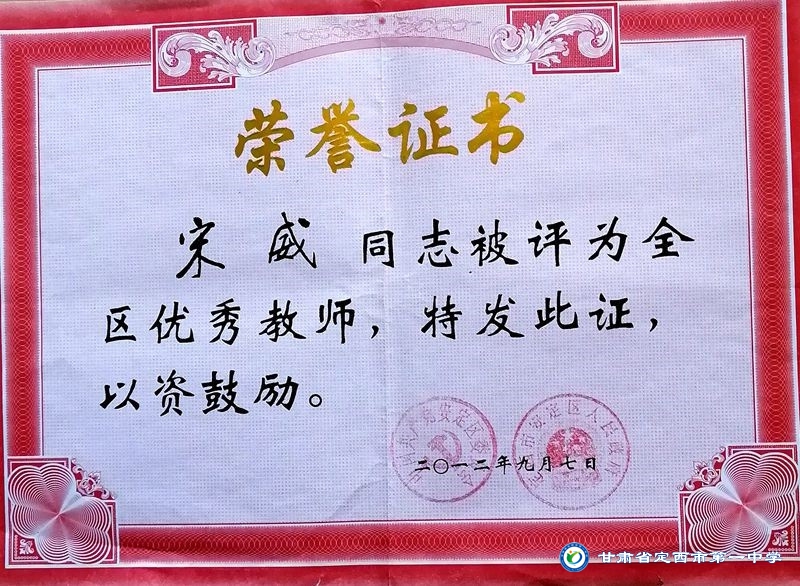 荣誉证书
宋威 同志被评为全
区优秀教师，特发此证，
以资鼓励。
二〇一二年九月七日
甘肃省定西市第一中学